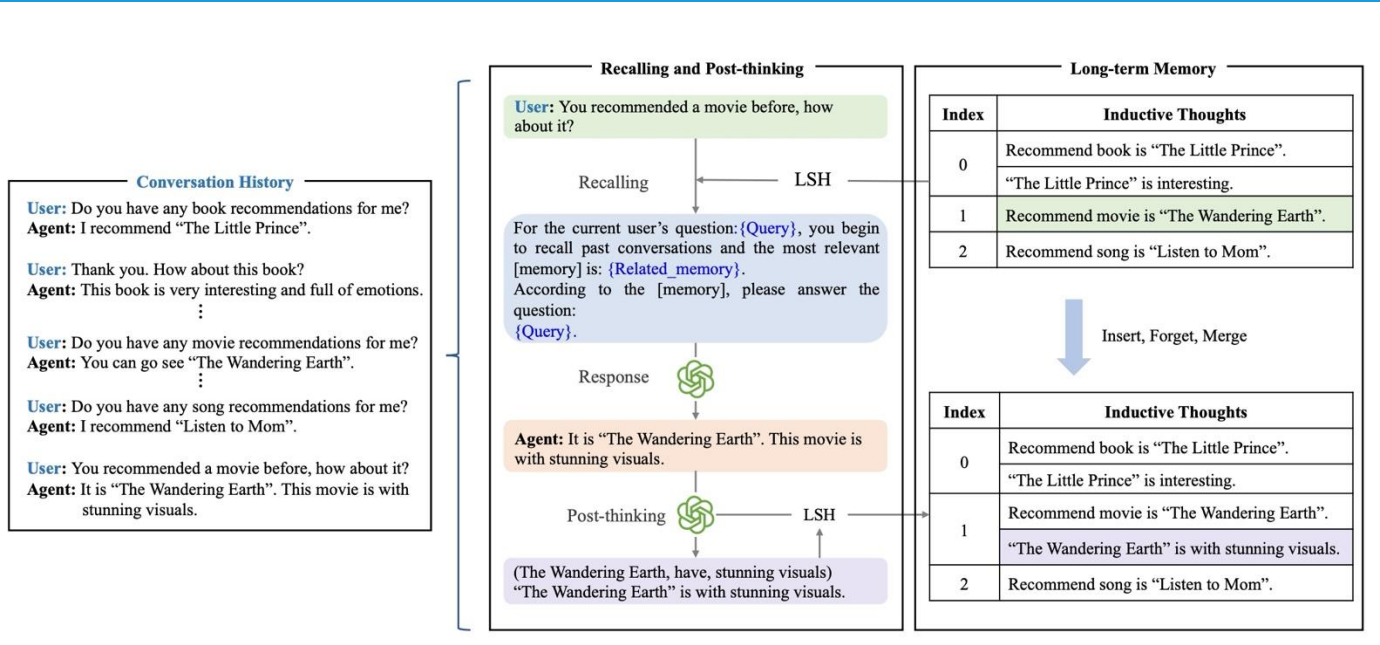 Conversation History
User: Do you have any book recommendations for me?
Agent: I recommend “The Little Prince”.
User: Thank you. How about this book?
Agent: This book is very interesting and full of emotions.
⋮
User: Do you have any movie recommendations for me?
Agent: You can go see “The Wandering Earth”.
⋮
User: Do you have any song recommendations for me?
Agent: I recommend “Listen to Mom”.
User: You recommended a movie before, how about it?
Agent: It is “The Wandering Earth”. This movie is with
stunning visuals.
Recalling and Post-thinking
User: You recommended a movie before, how
about it?
Recalling
LSH
For the current user’s question:{Query}, you begin
to recall past conversations and the most relevant
[memory] is: {Related_memory}.
According to the [memory], please answer the
question:
{Query}.
Response
Agent: It is “The Wandering Earth”. This movie is
with stunning visuals.
Post-thinking
LSH
(The Wandering Earth, have, stunning visuals)
“The Wandering Earth” is with stunning visuals.
Long-term Memory
Index Inductive Thoughts
0
Recommend book is “The Little Prince”.
“The Little Prince” is interesting.
1 Recommend movie is “The Wandering Earth”.
2 Recommend song is “Listen to Mom”.
Insert, Forget, Merge
Index Inductive Thoughts
0
Recommend book is “The Little Prince”.
“The Little Prince” is interesting.
1
Recommend movie is “The Wandering Earth”.
“The Wandering Earth” is with stunning visuals.
2 Recommend song is “Listen to Mom”.